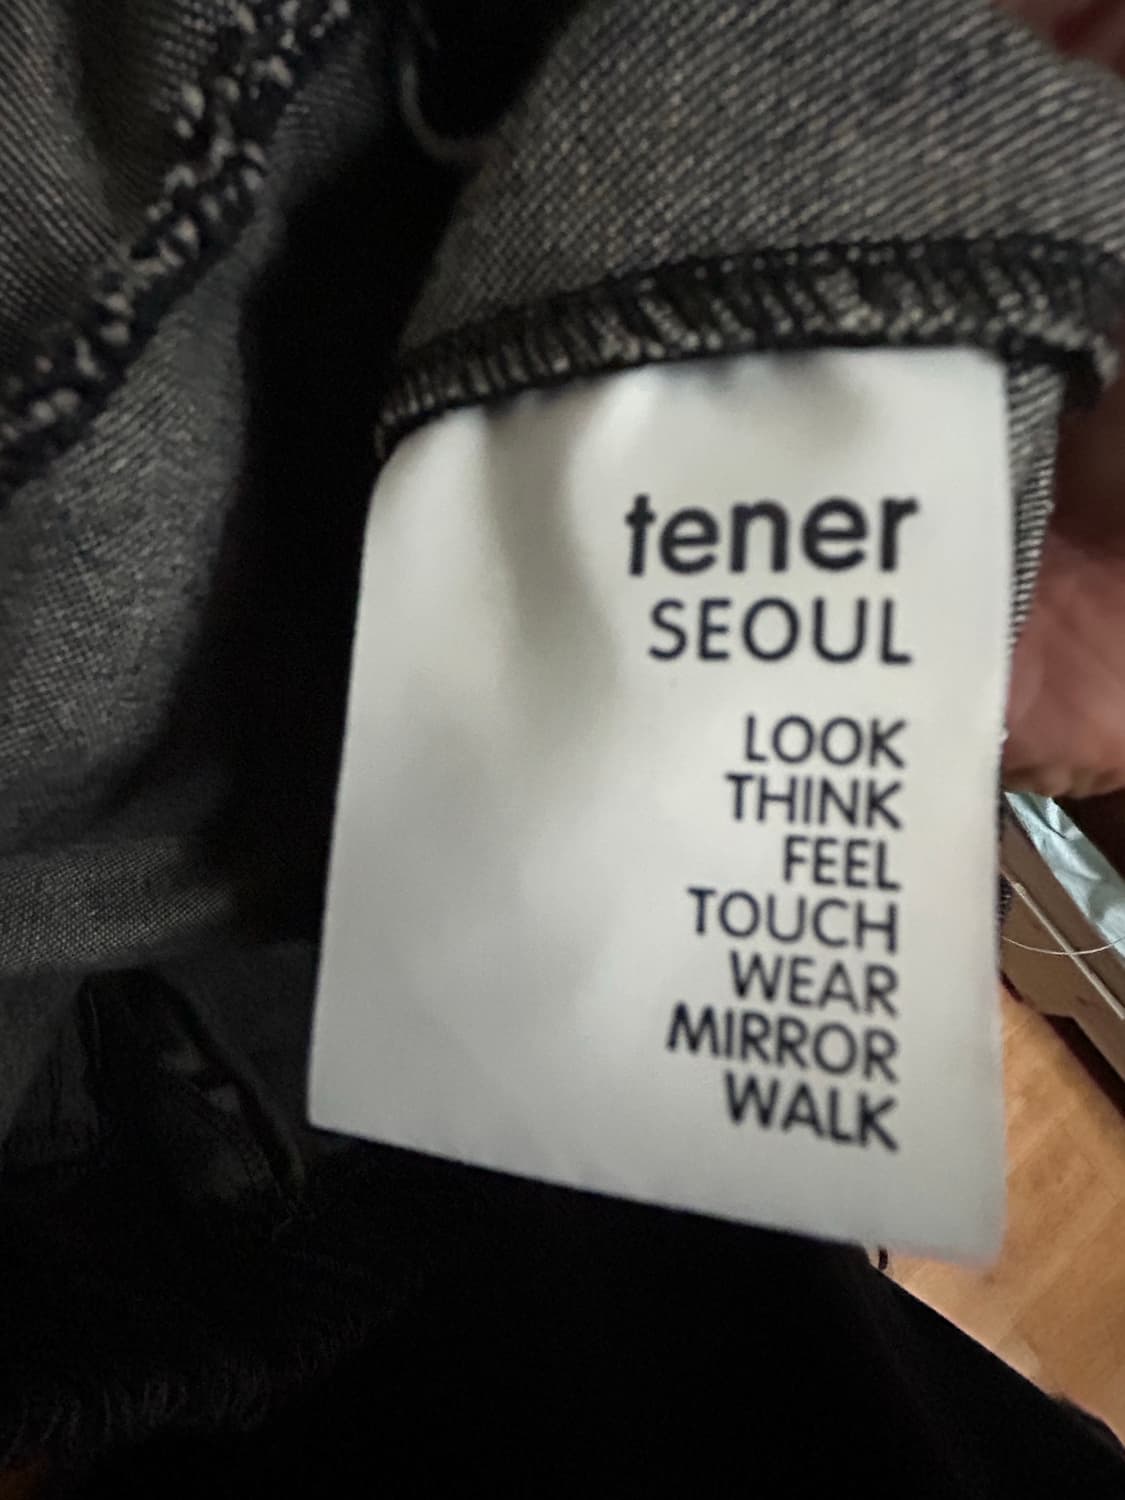 tener
SEOUL
LOOK
THINK
FEEL
TOUCH
WEAR
MIRROR
WALK